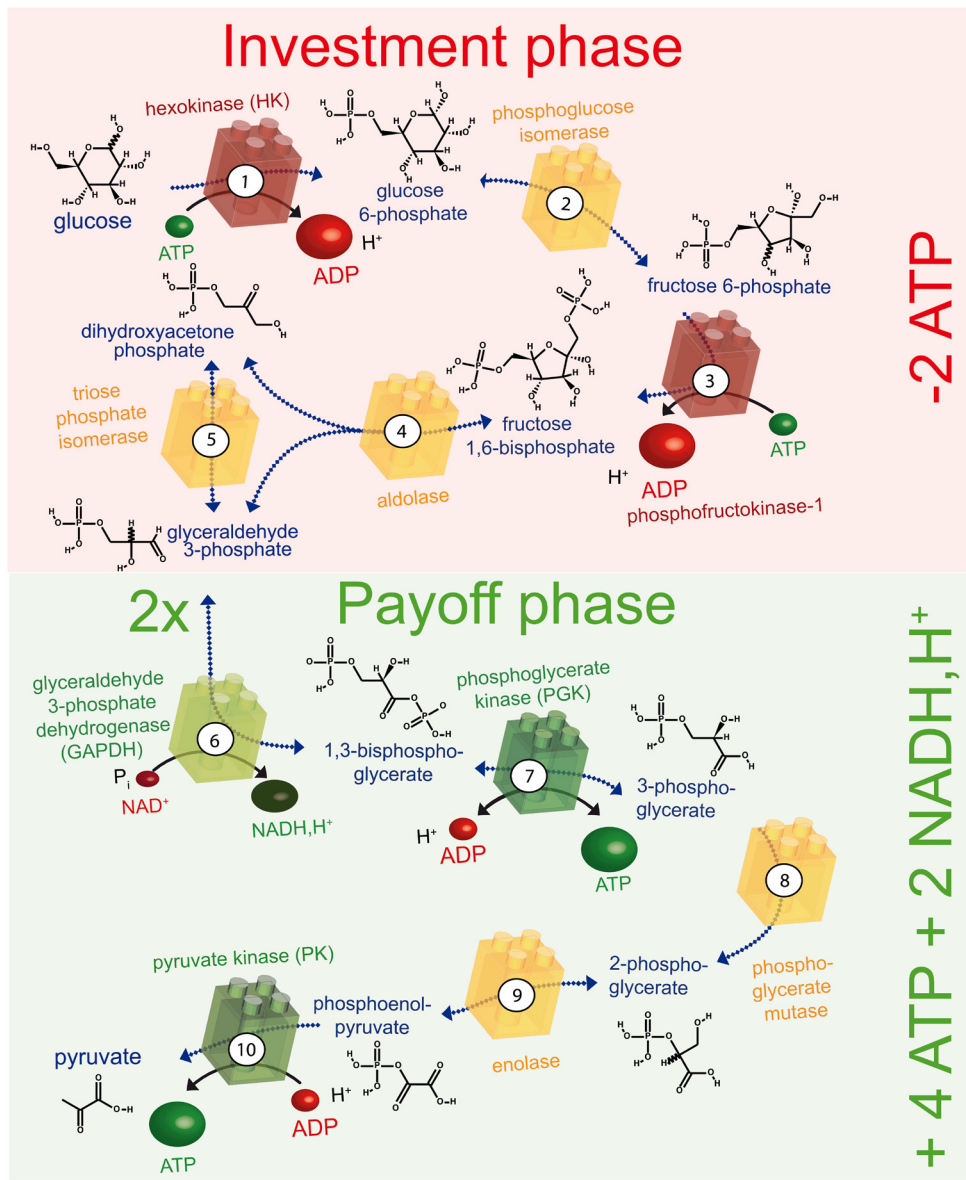 Investment phase
hexokinase (HK)
glucose
1
ATP
ADP
H⁺
glucose
6-phosphate
phosphoglucose
isomerase
2
fructose 6-phosphate
-2 ATP
3
ATP
H⁺
ADP
phosphofructokinase-1
fructose
1,6-bisphosphate
4
aldolase
dihydroxyacetone
phosphate
triose
phosphate
isomerase
5
glyceraldehyde
3-phosphate
2x
Payoff phase
glyceraldehyde
3-phosphate
dehydrogenase
(GAPDH)
6
Pᵢ
NAD⁺
NADH,H⁺
1,3-bisphospho-
glycerate
phosphoglycerate
kinase (PGK)
7
H⁺
ADP
ATP
3-phospho-
glycerate
8
phospho-
glycerate
mutase
2-phospho-
glycerate
9
enolase
phosphoenol-
pyruvate
pyruvate kinase (PK)
10
H⁺
ADP
ATP
pyruvate
+ 4 ATP + 2 NADH,H⁺